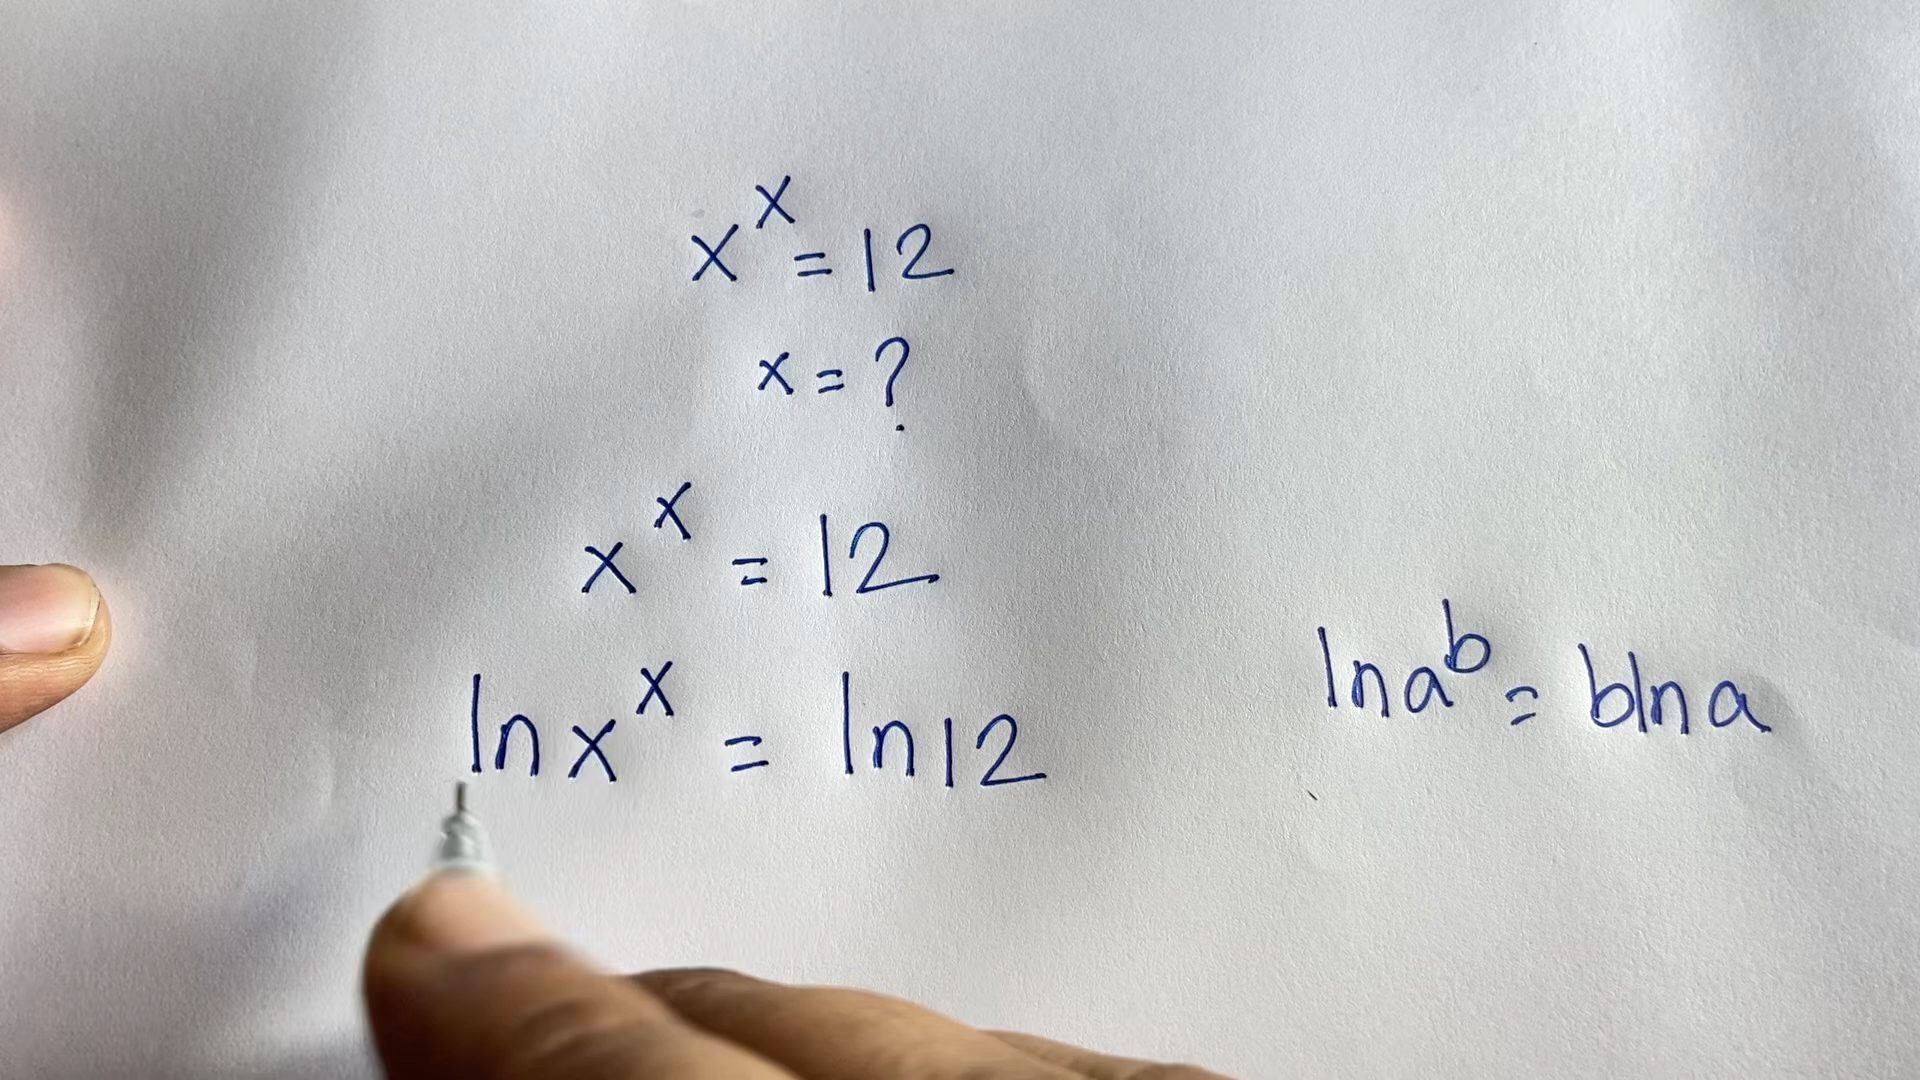 x^x = 12
x = ?
x^x = 12
ln x^x = ln 12
ln a^b = b ln a